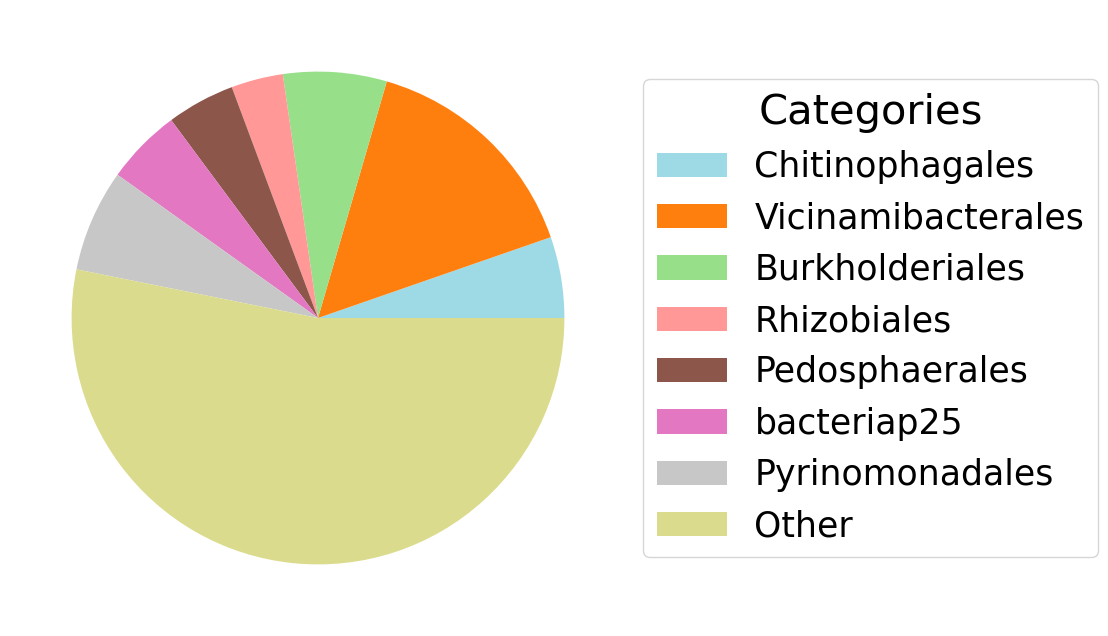 Categories
Chitinophagales
Vicinamibacterales
Burkholderiales
Rhizobiales
Pedosphaerales
bacteriap25
Pyrinomonadales
Other